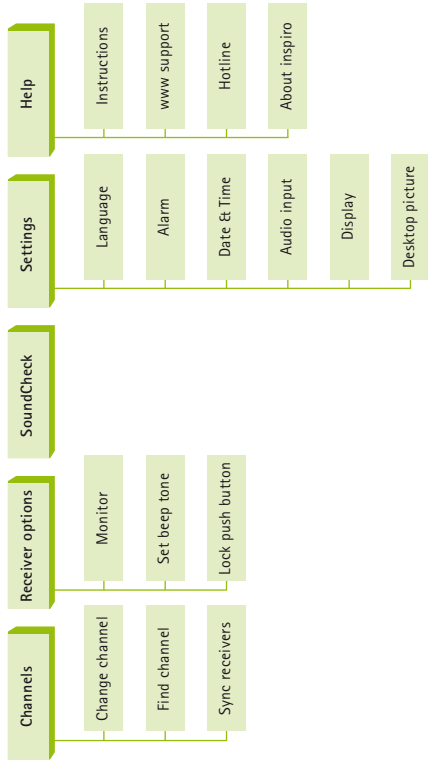 Channels
Change channel
Find channel
Sync receivers
Receiver options
Monitor
Set beep tone
Lock push button
SoundCheck
Settings
Language
Alarm
Date & Time
Audio input
Display
Desktop picture
Help
Instructions
www support
Hotline
About inspiro